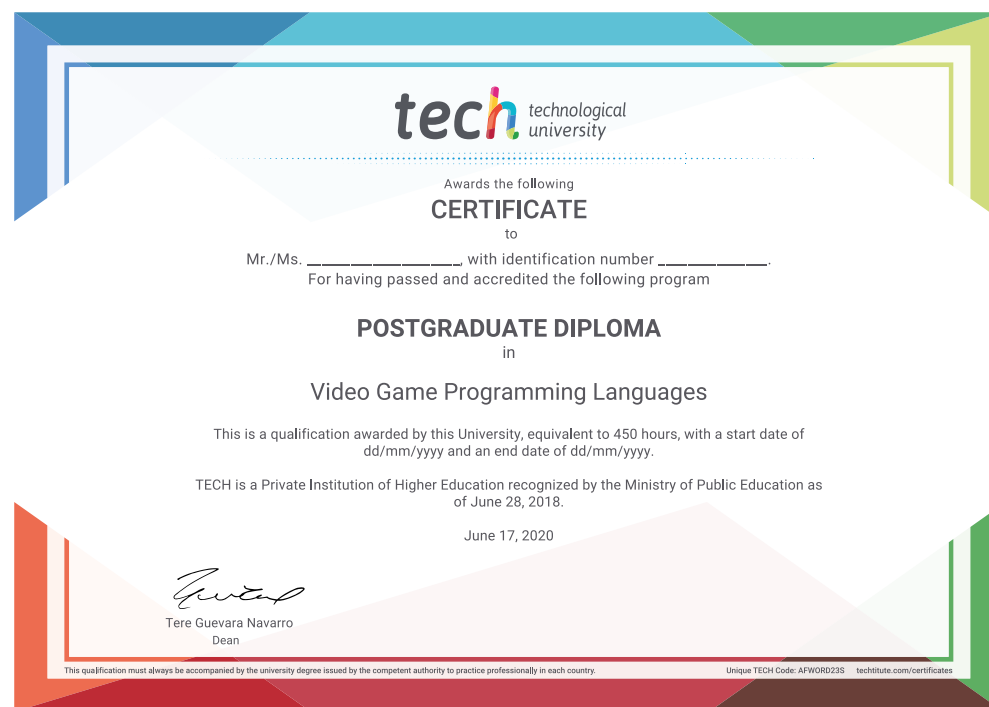 tech technological
university
Awards the following
CERTIFICATE
to
Mr./Ms. ____________________, with identification number ______________.
For having passed and accredited the following program
POSTGRADUATE DIPLOMA
in
Video Game Programming Languages
This is a qualification awarded by this University, equivalent to 450 hours, with a start date of
dd/mm/yyyy and an end date of dd/mm/yyyy.
TECH is a Private Institution of Higher Education recognized by the Ministry of Public Education as
of June 28, 2018.
June 17, 2020
Tere Guevara Navarro
Dean
This qualification must always be accompanied by the university degree issued by the competent authority to practice professionally in each country.
Unique TECH Code: AFWORD23S techtitute.com/certificates